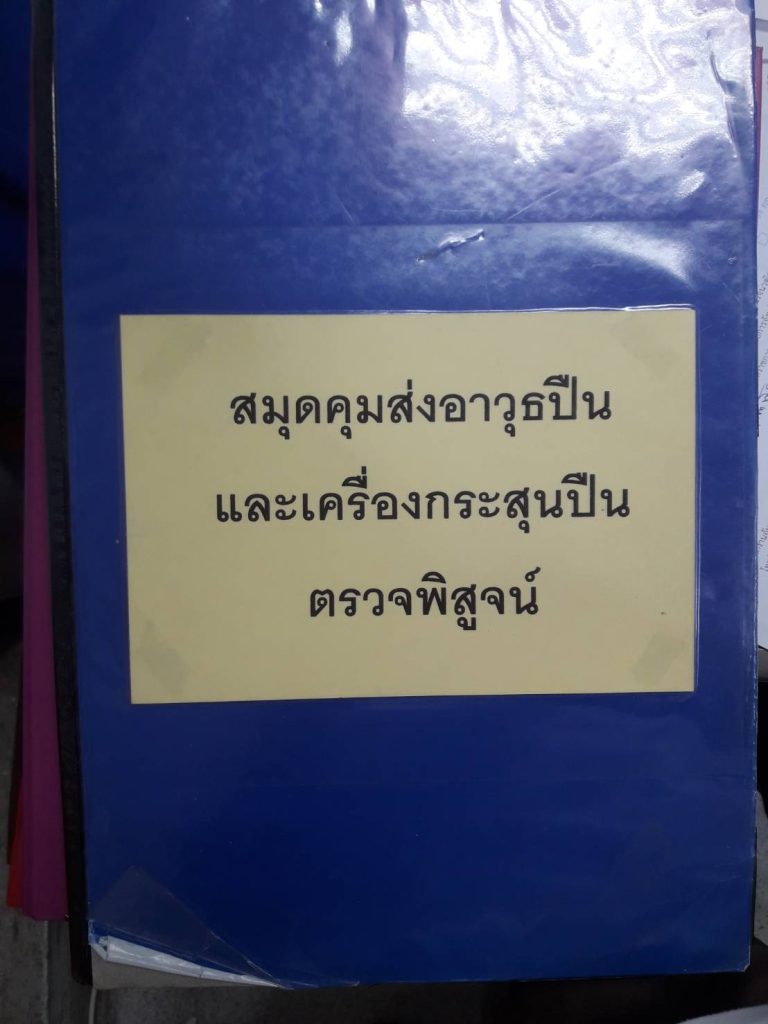 สมุดคุมส่งอาวุธปืน
และเครื่องกระสุนปืน
ตรวจพิสูจน์